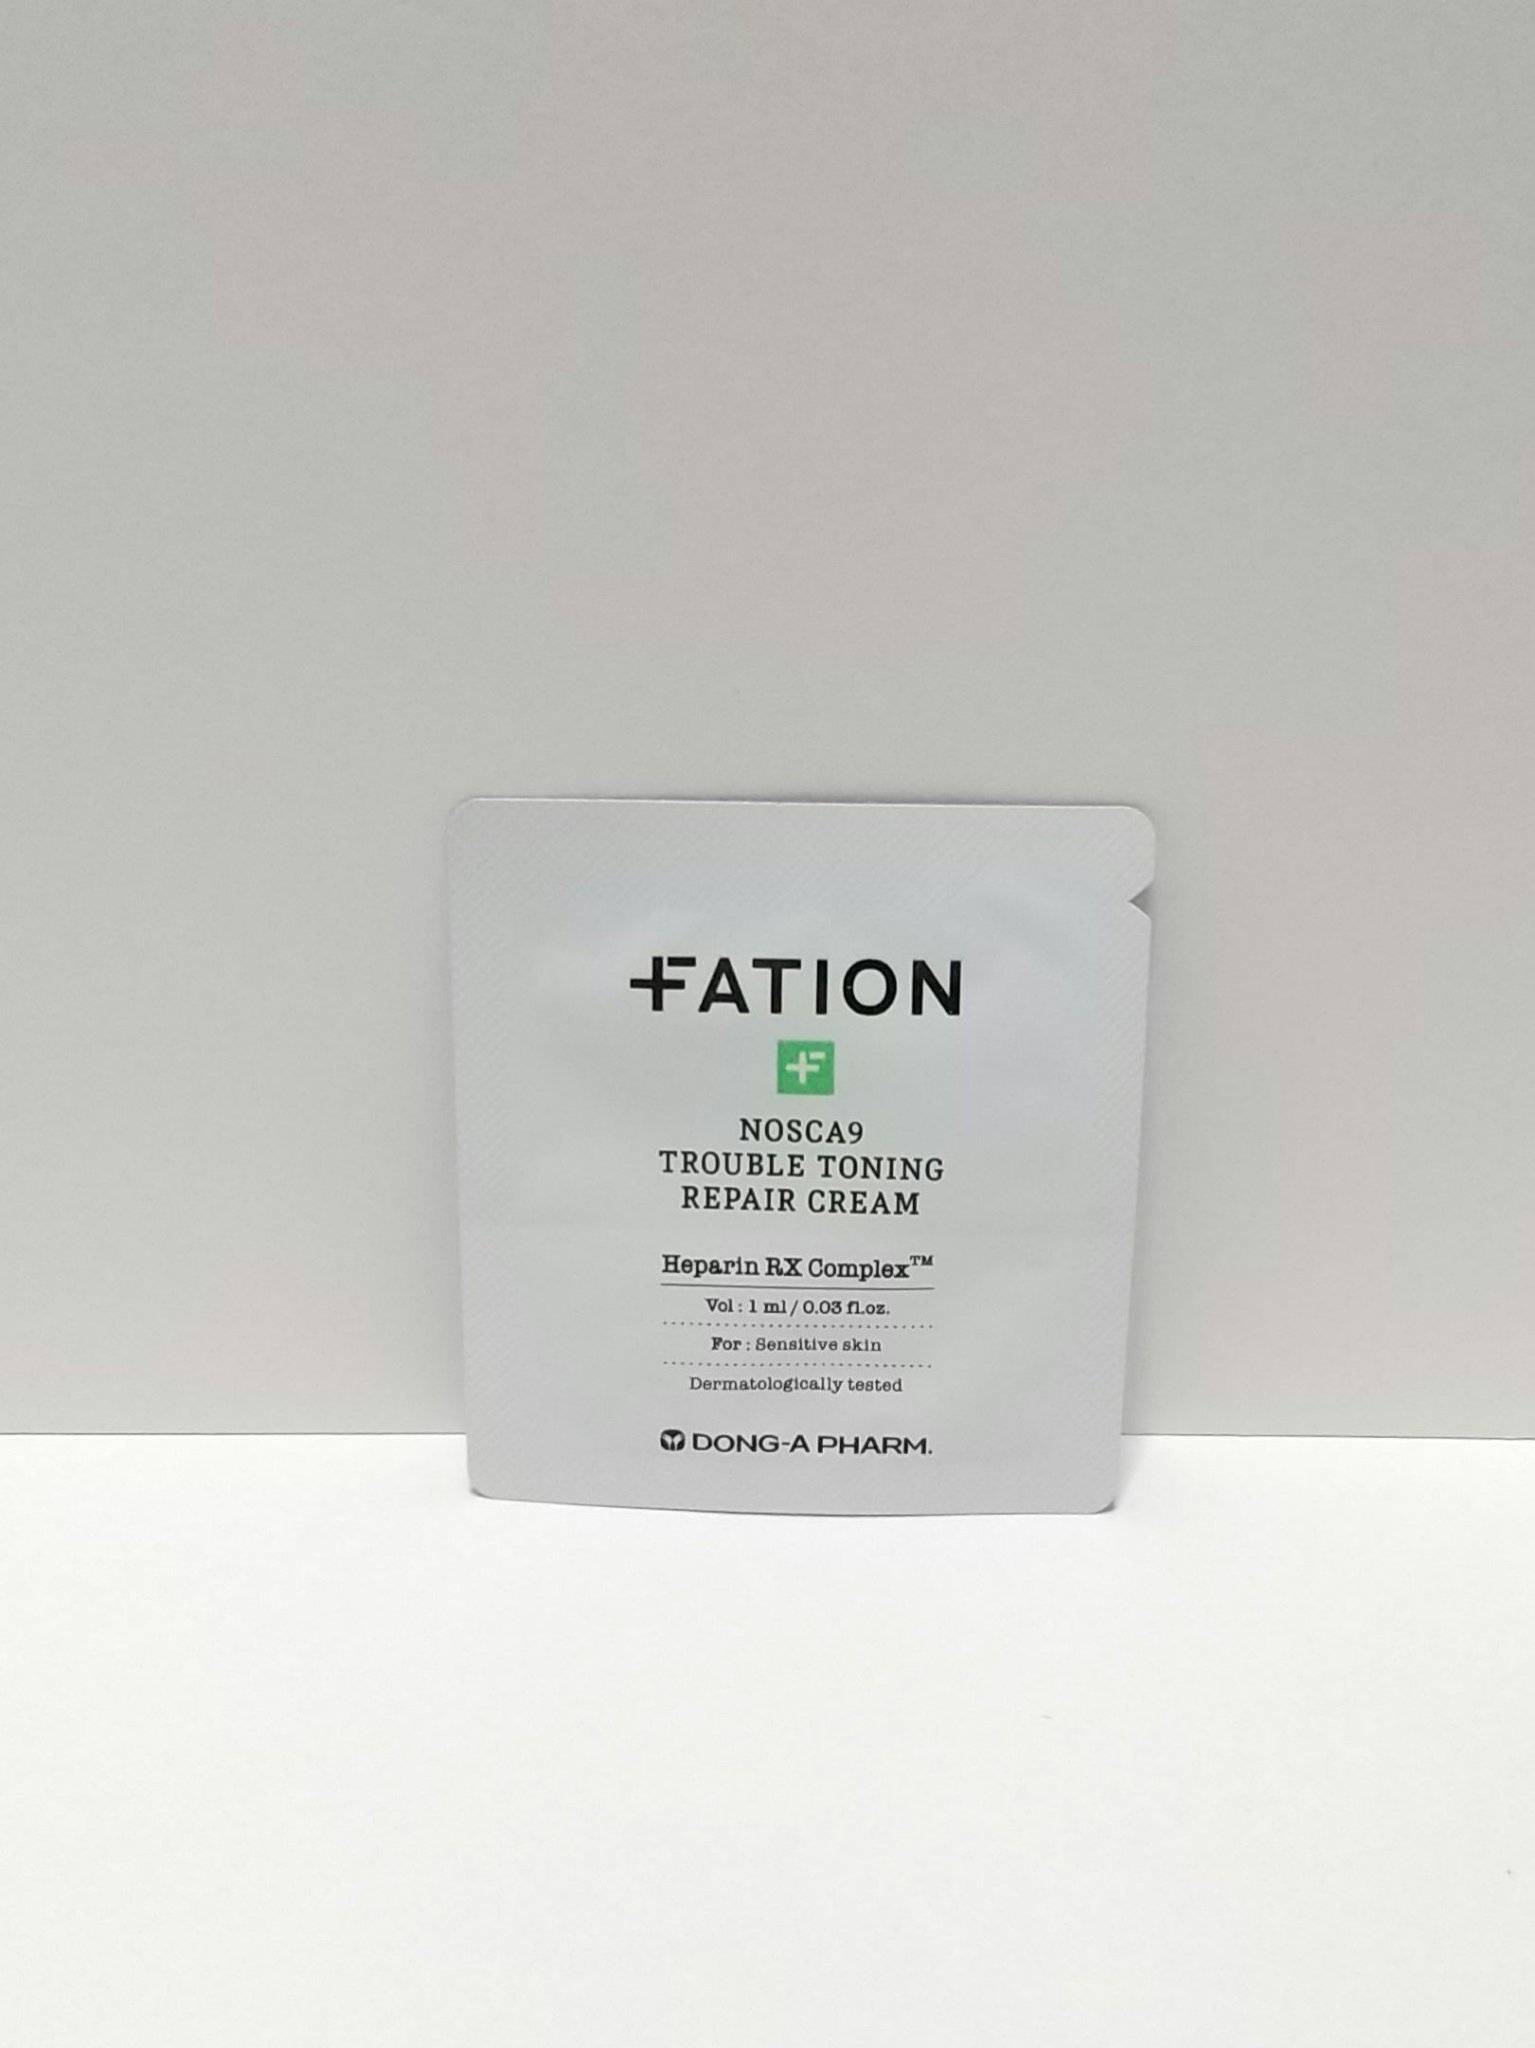 FATION
F
NOSCA9
TROUBLE TONING
REPAIR CREAM
Heparin RX Complex™
Vol : 1 ml / 0.03 fl.oz.
For : Sensitive skin
Dermatologically tested
DONG-A PHARM.